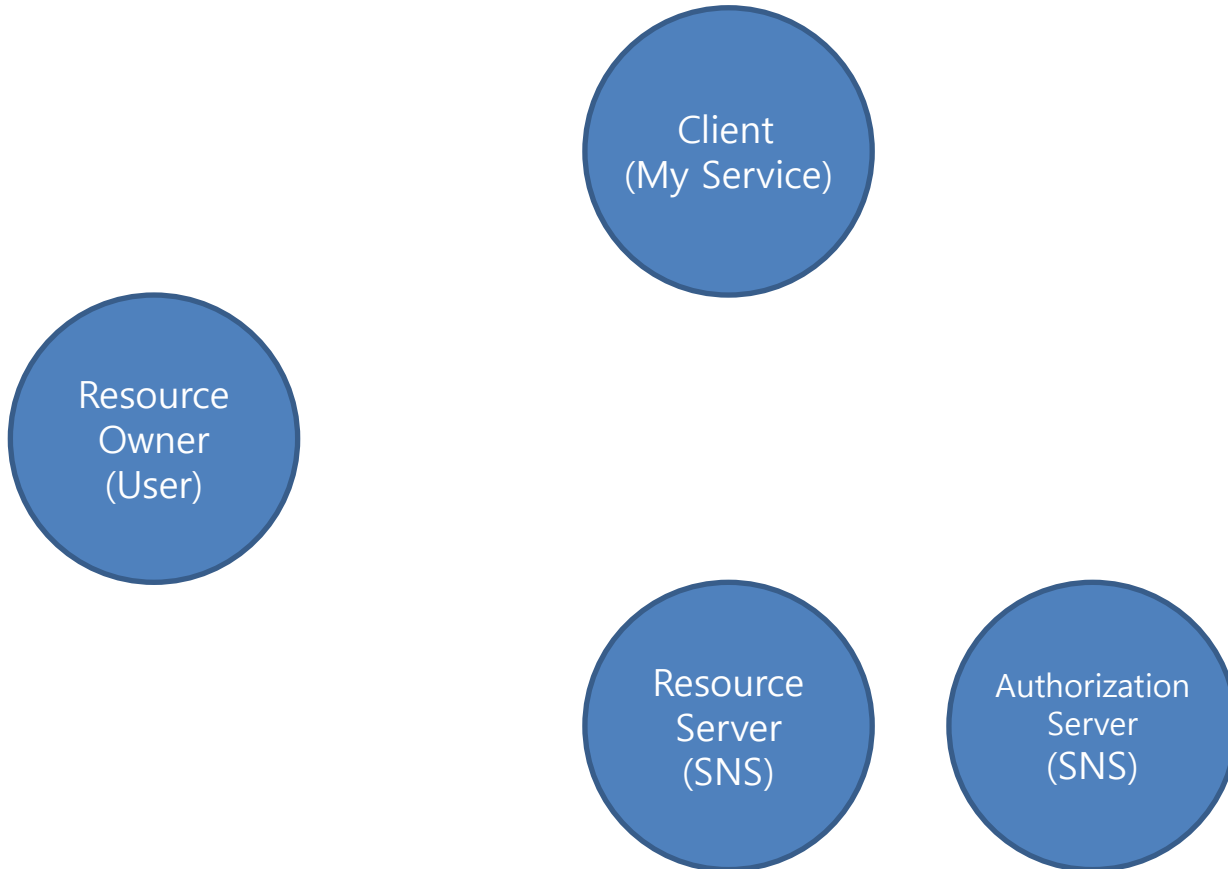 Client
(My Service)
Resource
Owner
(User)
Resource
Server
(SNS)
Authorization
Server
(SNS)